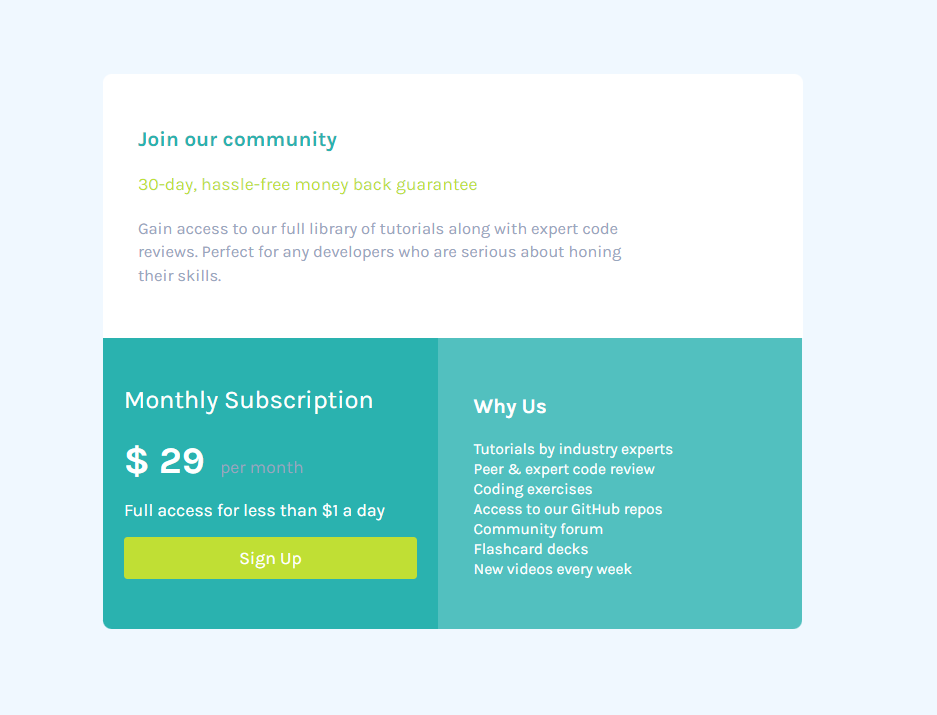 Join our community
30-day, hassle-free money back guarantee
Gain access to our full library of tutorials along with expert code
reviews. Perfect for any developers who are serious about honing
their skills.
Monthly Subscription
$ 29 per month
Full access for less than $1 a day
Sign Up
Why Us
Tutorials by industry experts
Peer & expert code review
Coding exercises
Access to our GitHub repos
Community forum
Flashcard decks
New videos every week